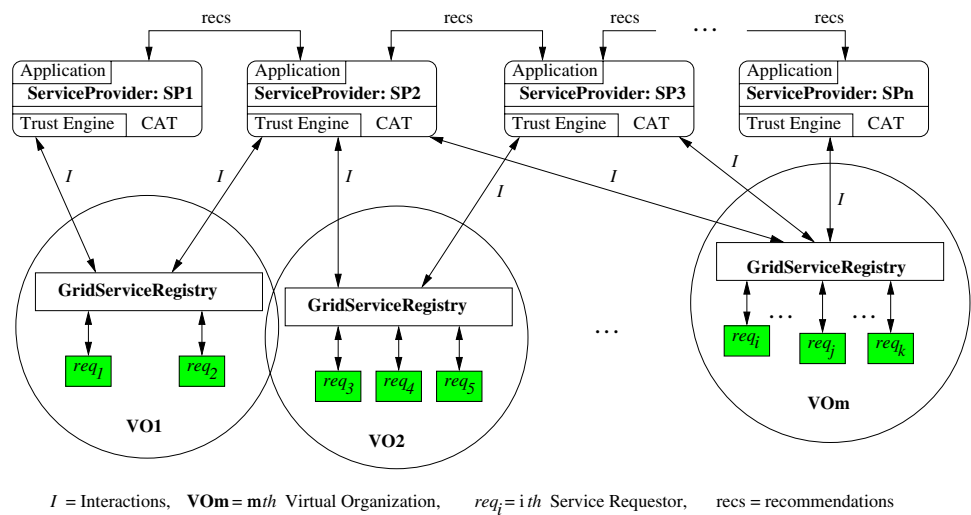 recs recs recs ...
Application Application Application Application
ServiceProvider: SP1 ServiceProvider: SP2 ServiceProvider: SP3 ServiceProvider: SPn
Trust Engine CAT Trust Engine CAT Trust Engine CAT Trust Engine CAT
I I I I I I I
GridServiceRegistry GridServiceRegistry GridServiceRegistry
... ... ...
req1 req2 req3 req4 req5 reqi reqj reqk
VO1 VO2 VOm
I = Interactions, VOm = mth Virtual Organization, reqi = i th Service Requestor, recs = recommendations